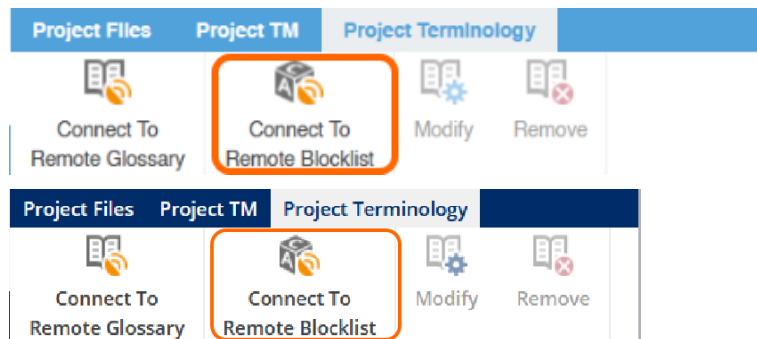 Project Files Project TM Project Terminology
Connect To Connect To Modify Remove
Remote Glossary Remote Blocklist
Project Files Project TM Project Terminology
Connect To Connect To Modify Remove
Remote Glossary Remote Blocklist